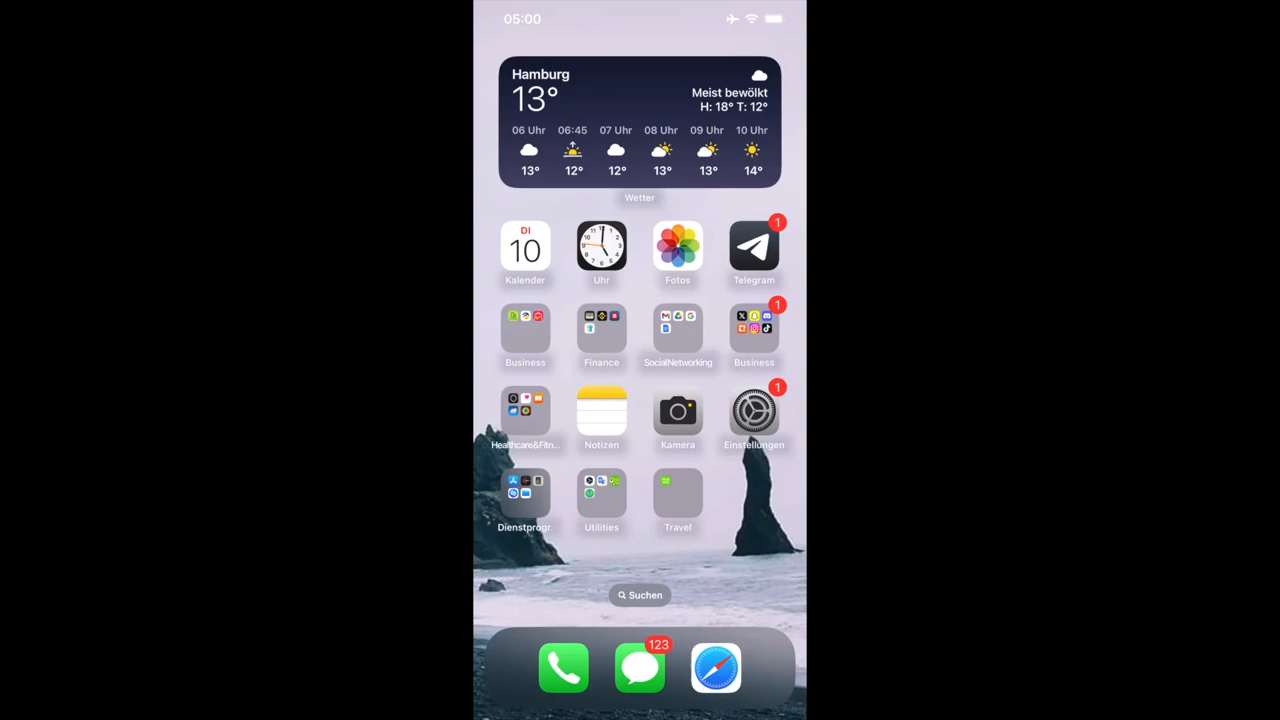 05:00
Hamburg
13°
Meist bewölkt
H: 18° T: 12°
06 Uhr 06:45 07 Uhr 08 Uhr 09 Uhr 10 Uhr
13° 12° 12° 13° 13° 14°
Wetter
DI
10
1
Kalender Uhr Fotos Telegram
1
Business Finance SocialNetworking Business
1
Healthcare&Fitn... Notizen Kamera Einstellungen
Dienstprogr. Utilities Travel
Suchen
123